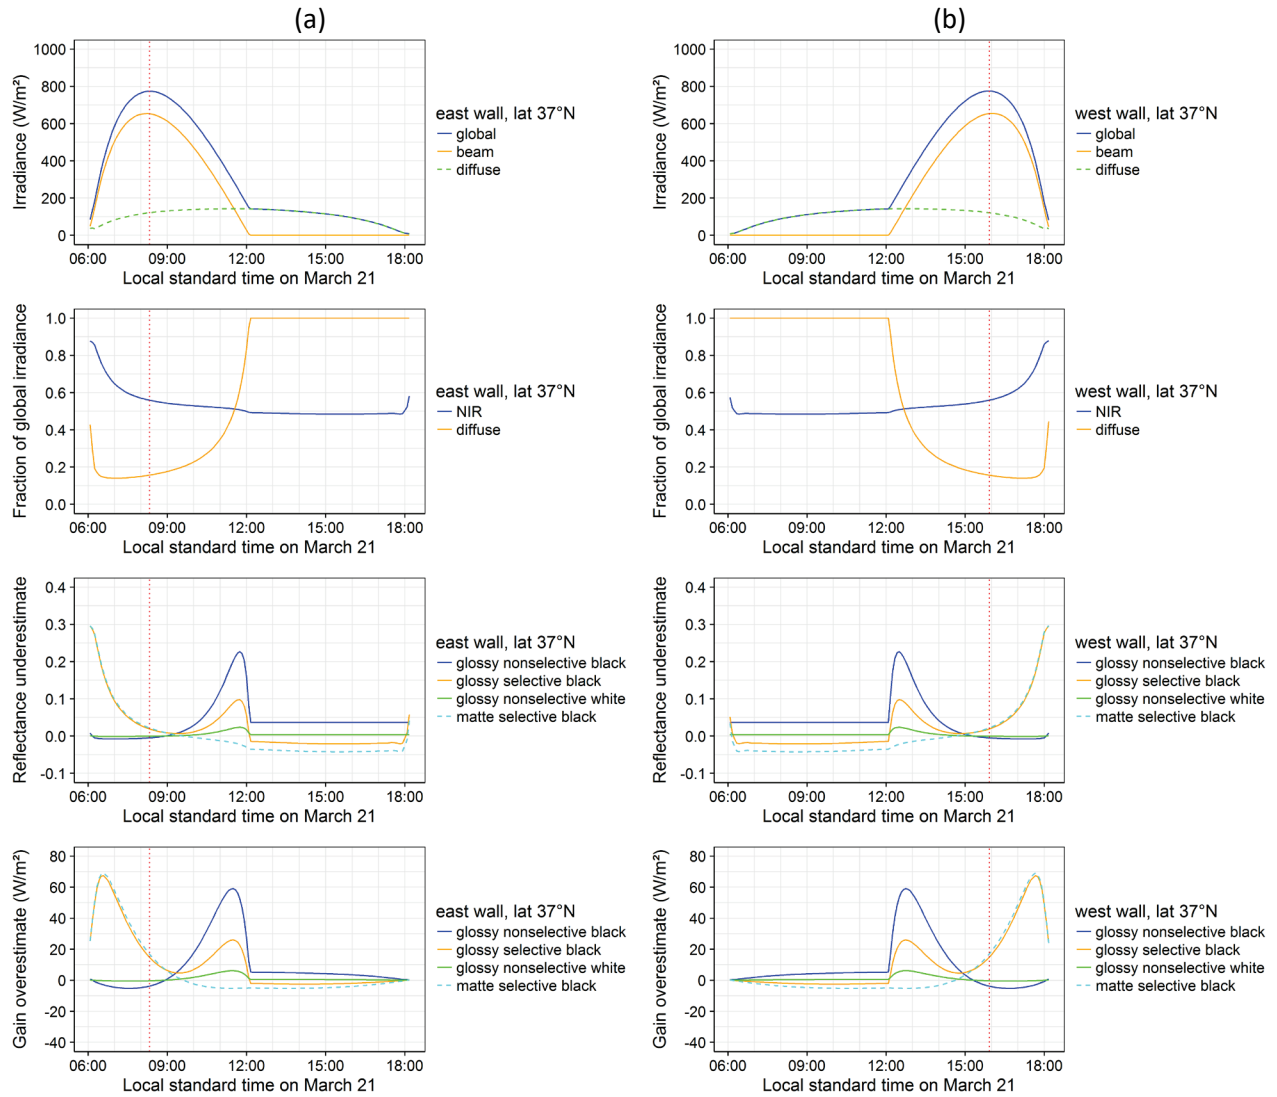 (a)
1000
800
600
400
200
0
Irradiance (W/m²)
06:00 09:00 12:00 15:00 18:00
Local standard time on March 21
east wall, lat 37°N
global
beam
diffuse
1.0
0.8
0.6
0.4
0.2
0.0
Fraction of global irradiance
06:00 09:00 12:00 15:00 18:00
Local standard time on March 21
east wall, lat 37°N
NIR
diffuse
0.4
0.3
0.2
0.1
0.0
-0.1
Reflectance underestimate
06:00 09:00 12:00 15:00 18:00
Local standard time on March 21
east wall, lat 37°N
glossy nonselective black
glossy selective black
glossy nonselective white
matte selective black
80
60
40
20
0
-20
-40
Gain overestimate (W/m²)
06:00 09:00 12:00 15:00 18:00
Local standard time on March 21
east wall, lat 37°N
glossy nonselective black
glossy selective black
glossy nonselective white
matte selective black
(b)
1000
800
600
400
200
0
Irradiance (W/m²)
06:00 09:00 12:00 15:00 18:00
Local standard time on March 21
west wall, lat 37°N
global
beam
diffuse
1.0
0.8
0.6
0.4
0.2
0.0
Fraction of global irradiance
06:00 09:00 12:00 15:00 18:00
Local standard time on March 21
west wall, lat 37°N
NIR
diffuse
0.4
0.3
0.2
0.1
0.0
-0.1
Reflectance underestimate
06:00 09:00 12:00 15:00 18:00
Local standard time on March 21
west wall, lat 37°N
glossy nonselective black
glossy selective black
glossy nonselective white
matte selective black
80
60
40
20
0
-20
-40
Gain overestimate (W/m²)
06:00 09:00 12:00 15:00 18:00
Local standard time on March 21
west wall, lat 37°N
glossy nonselective black
glossy selective black
glossy nonselective white
matte selective black